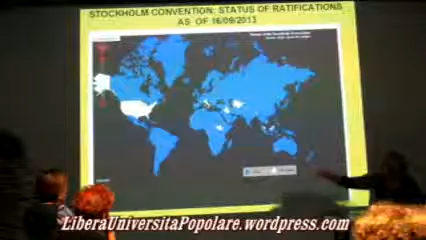 STOCKHOLM CONVENTION: STATUS OF RATIFICATIONS
AS OF 16/09/2013
LiberaUniversitaPopolare.wordpress.com